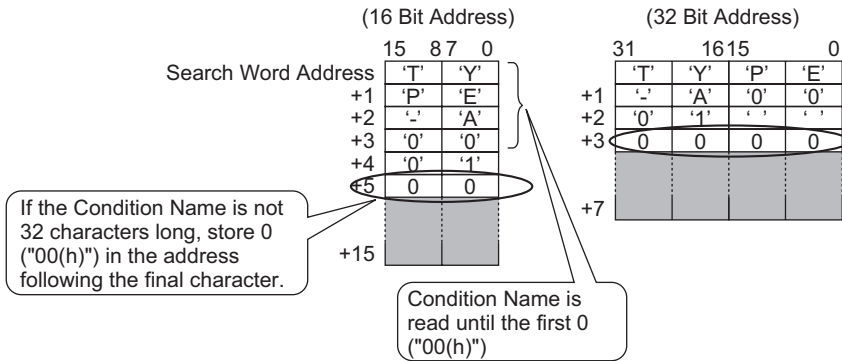 (16 Bit Address)
(32 Bit Address)
15 8 7 0
31 16 15 0
Search Word Address ‘T’ ‘Y’
‘T’ ‘Y’ ‘P’ ‘E’
+1 ‘P’ ‘E’
+1 ‘-’ ‘A’ ‘0’ ‘0’
+2 ‘-’ ‘A’
+2 ‘0’ ‘1’ ‘ ’ ‘ ’
+3 ‘0’ ‘0’
+3 0 0 0 0
+4 ‘0’ ‘1’
+5 0 0
+7
+15
If the Condition Name is not
32 characters long, store 0
("00(h)") in the address
following the final character.
Condition Name is
read until the first 0
("00(h)")